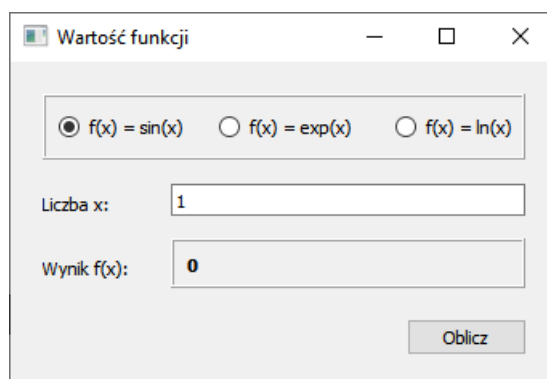 Wartość funkcji
f(x) = sin(x) f(x) = exp(x) f(x) = ln(x)
Liczba x: 1
Wynik f(x): 0
Oblicz